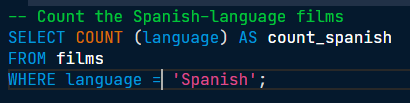 -- Count the Spanish-language films
SELECT COUNT (language) AS count_spanish
FROM films
WHERE language = 'Spanish';